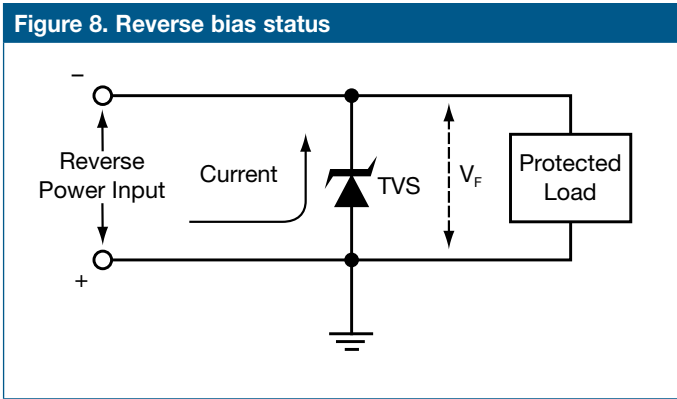 Figure 8. Reverse bias status
−
Reverse
Power Input
Current
TVS
VF
Protected
Load
+